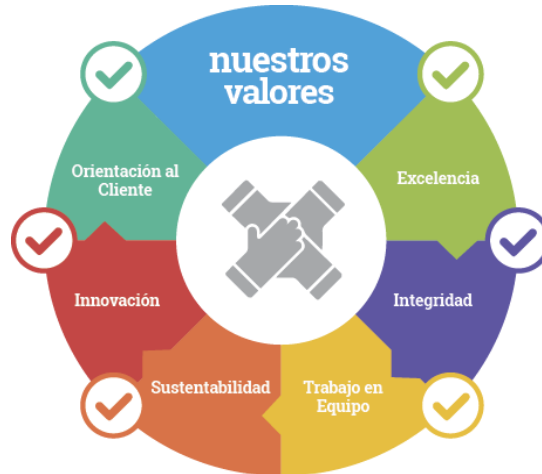 nuestros
valores
Excelencia
Integridad
Trabajo en
Equipo
Sustentabilidad
Innovación
Orientación al
Cliente